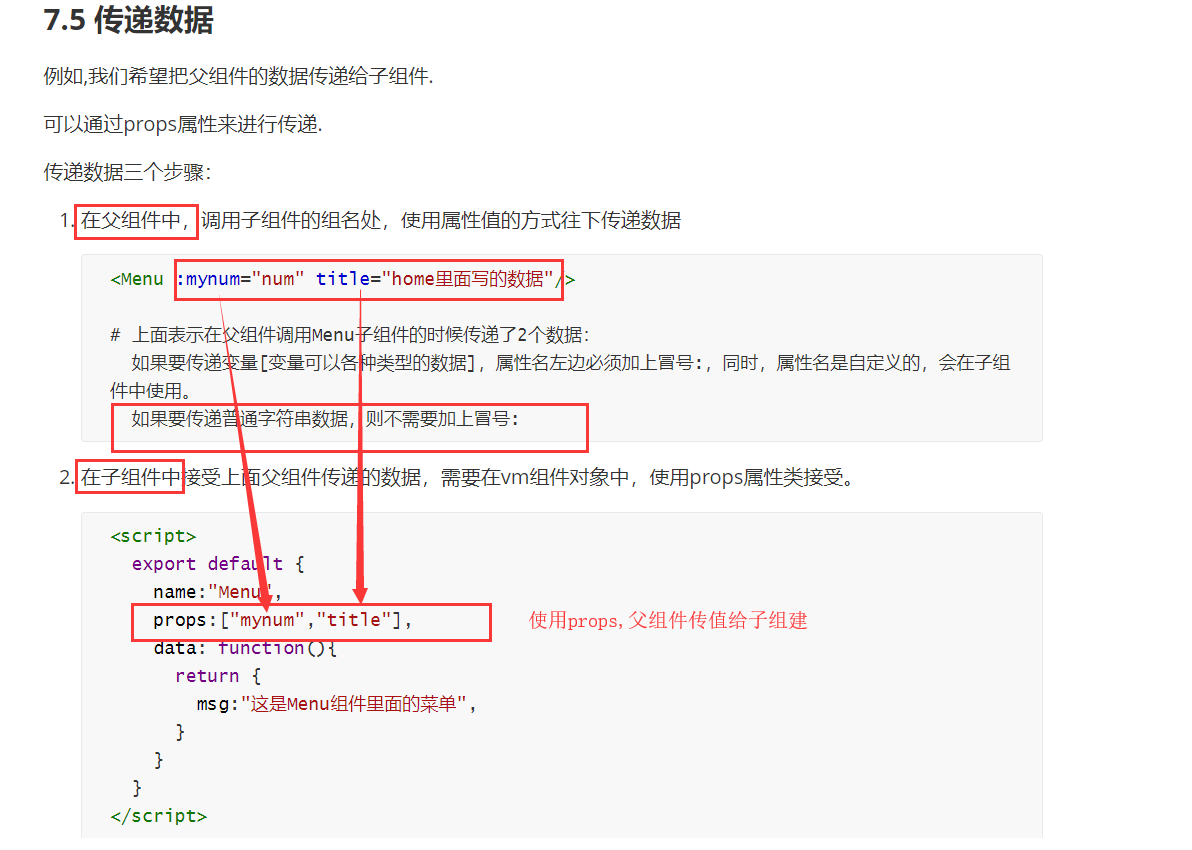 7.5 传递数据
例如,我们希望把父组件的数据传递给子组件.
可以通过props属性来进行传递.
传递数据三个步骤：
1. 在父组件中，调用子组件的组名处，使用属性值的方式往下传递数据
<Menu :mynum="num" title="home里面写的数据"/>
# 上面表示在父组件调用Menu子组件的时候传递了2个数据：
如果要传递变量[变量可以各种类型的数据]，属性名左边必须加上冒号:，同时，属性名是自定义的，会在子组
件中使用。
如果要传递普通字符串数据，则不需要加上冒号:
2. 在子组件中接受上面父组件传递的数据，需要在vm组件对象中，使用props属性类接受。
<script>
export default {
name:"Menu",
props:["mynum","title"],
使用props,父组件传值给子组建
data: function(){
return {
msg:"这是Menu组件里面的菜单",
}
}
}
</script>